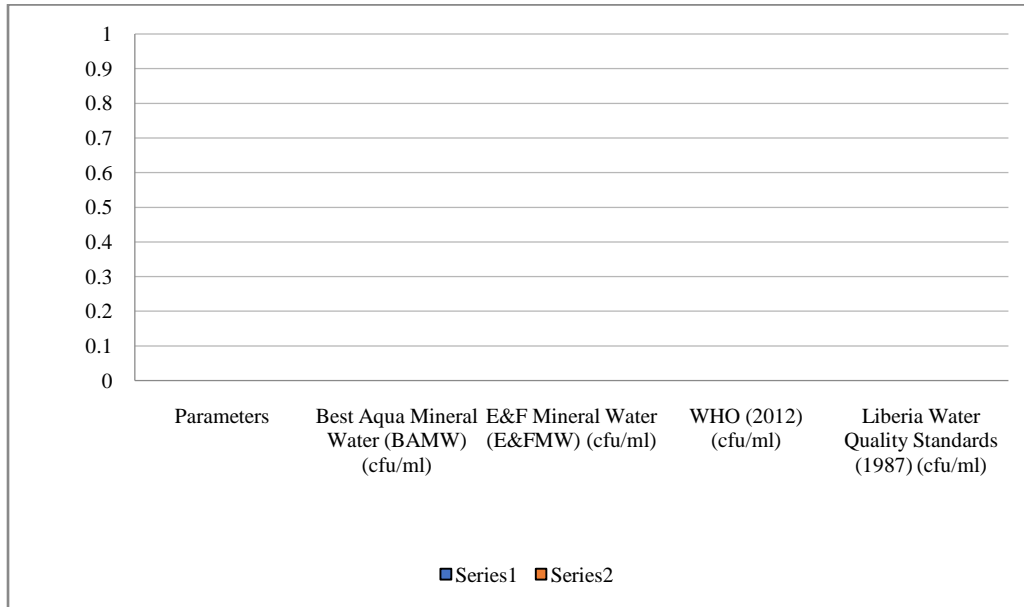 1
0.9
0.8
0.7
0.6
0.5
0.4
0.3
0.2
0.1
0
Parameters
Best Aqua Mineral
Water (BAMW)
(cfu/ml)
E&F Mineral Water
(E&FMW) (cfu/ml)
WHO (2012)
(cfu/ml)
Liberia Water
Quality Standards
(1987) (cfu/ml)
Series1
Series2